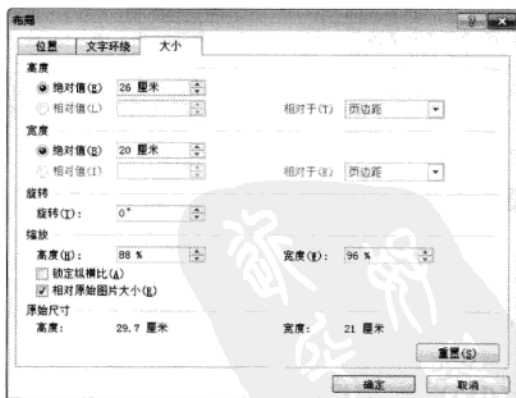 布局
位置 文字环绕 大小
高度
绝对值(E) 26 厘米
相对值(L) 相对于(T) 页边距
宽度
绝对值(B) 20 厘米
相对值(I) 相对于(E) 页边距
旋转
旋转(T): 0°
缩放
高度(H): 88 % 宽度(W): 96 %
锁定纵横比(A)
相对原始图片大小(R)
原始尺寸
高度: 29.7 厘米 宽度: 21 厘米
重置(S)
确定 取消